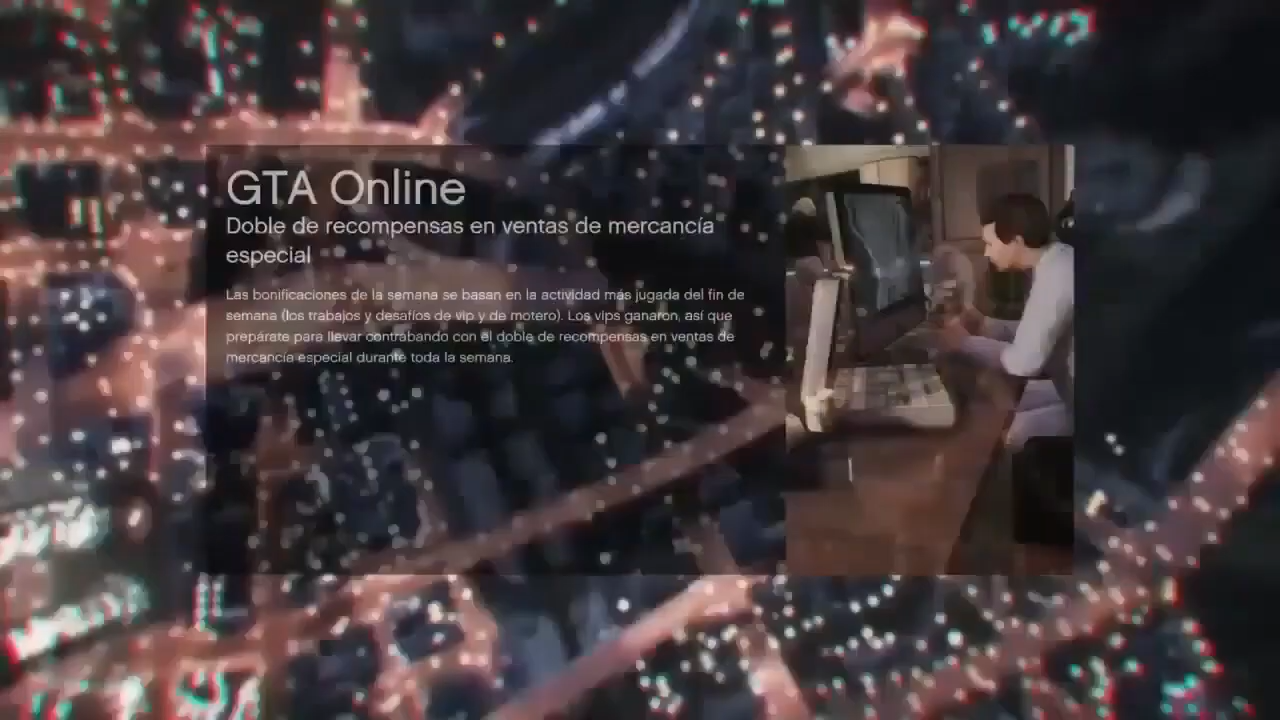 GTA Online
Doble de recompensas en ventas de mercancía
especial
Las bonificaciones de la semana se basan en la actividad más jugada del fin de
semana (los trabajos y desafíos de vip y de motero). Los vips ganaron, así que
prepárate para llevar contrabando con el doble de recompensas en ventas de
mercancía especial durante toda la semana.